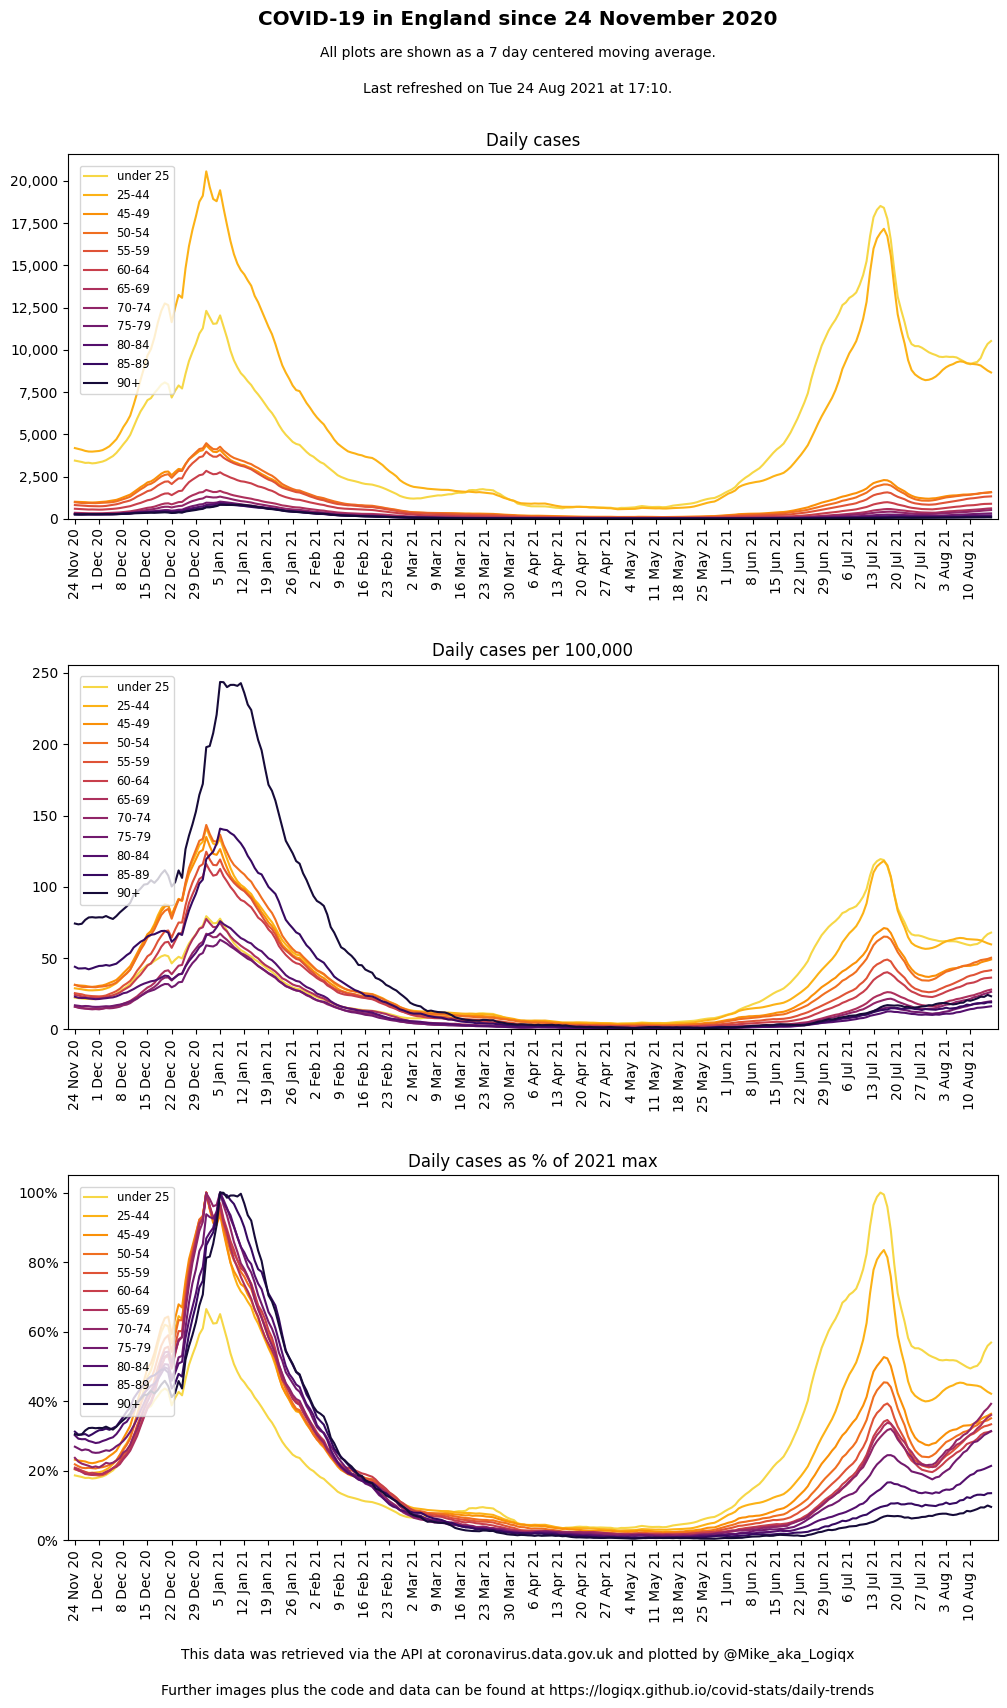 COVID-19 in England since 24 November 2020
All plots are shown as a 7 day centered moving average.
Last refreshed on Tue 24 Aug 2021 at 17:10.
Daily cases
20,000
17,500
15,000
12,500
10,000
7,500
5,000
2,500
0
under 25
25-44
45-49
50-54
55-59
60-64
65-69
70-74
75-79
80-84
85-89
90+
24 Nov 20
1 Dec 20
8 Dec 20
15 Dec 20
22 Dec 20
29 Dec 20
5 Jan 21
12 Jan 21
19 Jan 21
26 Jan 21
2 Feb 21
9 Feb 21
16 Feb 21
23 Feb 21
2 Mar 21
9 Mar 21
16 Mar 21
23 Mar 21
30 Mar 21
6 Apr 21
13 Apr 21
20 Apr 21
27 Apr 21
4 May 21
11 May 21
18 May 21
25 May 21
1 Jun 21
8 Jun 21
15 Jun 21
22 Jun 21
29 Jun 21
6 Jul 21
13 Jul 21
20 Jul 21
27 Jul 21
3 Aug 21
10 Aug 21
Daily cases per 100,000
250
200
150
100
50
0
under 25
25-44
45-49
50-54
55-59
60-64
65-69
70-74
75-79
80-84
85-89
90+
24 Nov 20
1 Dec 20
8 Dec 20
15 Dec 20
22 Dec 20
29 Dec 20
5 Jan 21
12 Jan 21
19 Jan 21
26 Jan 21
2 Feb 21
9 Feb 21
16 Feb 21
23 Feb 21
2 Mar 21
9 Mar 21
16 Mar 21
23 Mar 21
30 Mar 21
6 Apr 21
13 Apr 21
20 Apr 21
27 Apr 21
4 May 21
11 May 21
18 May 21
25 May 21
1 Jun 21
8 Jun 21
15 Jun 21
22 Jun 21
29 Jun 21
6 Jul 21
13 Jul 21
20 Jul 21
27 Jul 21
3 Aug 21
10 Aug 21
Daily cases as % of 2021 max
100%
80%
60%
40%
20%
0%
under 25
25-44
45-49
50-54
55-59
60-64
65-69
70-74
75-79
80-84
85-89
90+
24 Nov 20
1 Dec 20
8 Dec 20
15 Dec 20
22 Dec 20
29 Dec 20
5 Jan 21
12 Jan 21
19 Jan 21
26 Jan 21
2 Feb 21
9 Feb 21
16 Feb 21
23 Feb 21
2 Mar 21
9 Mar 21
16 Mar 21
23 Mar 21
30 Mar 21
6 Apr 21
13 Apr 21
20 Apr 21
27 Apr 21
4 May 21
11 May 21
18 May 21
25 May 21
1 Jun 21
8 Jun 21
15 Jun 21
22 Jun 21
29 Jun 21
6 Jul 21
13 Jul 21
20 Jul 21
27 Jul 21
3 Aug 21
10 Aug 21
This data was retrieved via the API at coronavirus.data.gov.uk and plotted by @Mike_aka_Logiqx
Further images plus the code and data can be found at https://logiqx.github.io/covid-stats/daily-trends